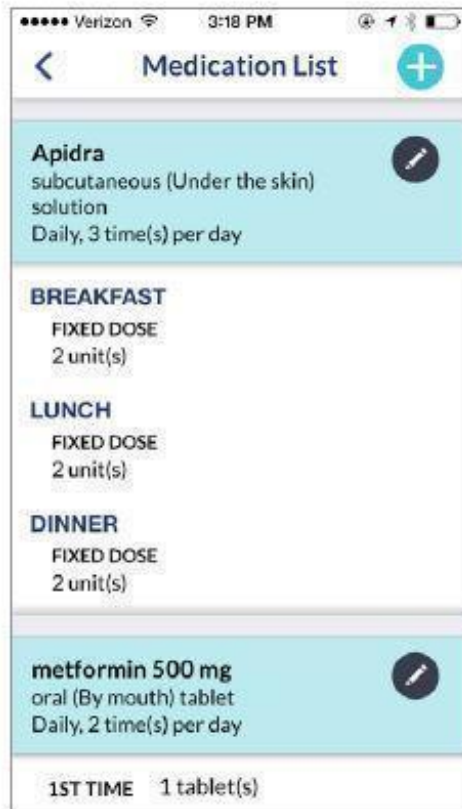 Verizon 3:18 PM
Medication List
Apidra
subcutaneous (Under the skin)
solution
Daily, 3 time(s) per day
BREAKFAST
FIXED DOSE
2 unit(s)
LUNCH
FIXED DOSE
2 unit(s)
DINNER
FIXED DOSE
2 unit(s)
metformin 500 mg
oral (By mouth) tablet
Daily, 2 time(s) per day
1ST TIME 1 tablet(s)